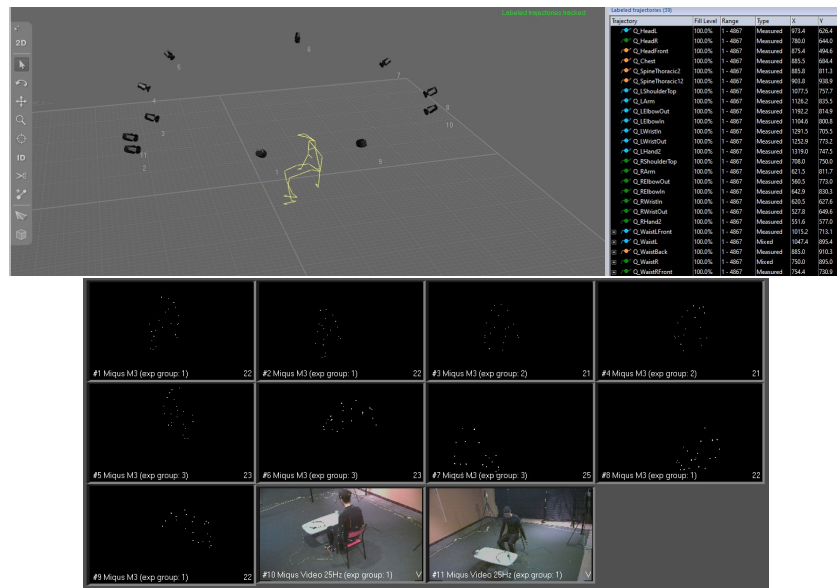 Labeled trajectories tracked
2D
ID
5
6
7
4
3
8
10
11
2
1
9
Labeled trajectories (39)
Trajectory Fill Level Range Type X Y
Q_HeadL 100.0% 1 - 4867 Measured 973.4 626.4
Q_HeadR 100.0% 1 - 4867 Measured 780.0 644.0
Q_HeadFront 100.0% 1 - 4867 Measured 875.4 494.6
Q_Chest 100.0% 1 - 4867 Measured 885.5 684.4
Q_SpineThoracic2 100.0% 1 - 4867 Measured 885.8 811.3
Q_SpineThoracic12 100.0% 1 - 4867 Measured 903.8 938.9
Q_LShoulderTop 100.0% 1 - 4867 Measured 1077.5 757.7
Q_LArm 100.0% 1 - 4867 Measured 1126.2 835.5
Q_LElbowOut 100.0% 1 - 4867 Measured 1192.2 814.9
Q_LElbowIn 100.0% 1 - 4867 Measured 1104.6 800.8
Q_LWristIn 100.0% 1 - 4867 Measured 1291.5 705.5
Q_LWristOut 100.0% 1 - 4867 Measured 1252.9 773.2
Q_LHand2 100.0% 1 - 4867 Measured 1319.0 747.5
Q_RShoulderTop 100.0% 1 - 4867 Measured 708.0 750.0
Q_RArm 100.0% 1 - 4867 Measured 621.5 811.7
Q_RElbowOut 100.0% 1 - 4867 Measured 560.5 773.0
Q_RElbowIn 100.0% 1 - 4867 Measured 642.9 830.3
Q_RWristIn 100.0% 1 - 4867 Measured 620.5 627.6
Q_RWristOut 100.0% 1 - 4867 Measured 527.8 649.6
Q_RHand2 100.0% 1 - 4867 Measured 551.6 577.0
Q_WaistLFront 100.0% 1 - 4867 Measured 1015.2 713.1
Q_WaistL 100.0% 1 - 4867 Mixed 1047.4 895.4
Q_WaistBack 100.0% 1 - 4867 Measured 885.0 910.3
Q_WaistR 100.0% 1 - 4867 Mixed 750.0 895.0
Q_WaistRFront 100.0% 1 - 4867 Measured 754.4 730.9
#1 Miqus M3 (exp group: 1) 22
#2 Miqus M3 (exp group: 1) 22
#3 Miqus M3 (exp group: 2) 21
#4 Miqus M3 (exp group: 2) 21
#5 Miqus M3 (exp group: 3) 23
#6 Miqus M3 (exp group: 3) 23
#7 Miqus M3 (exp group: 3) 25
#8 Miqus M3 (exp group: 1) 22
#9 Miqus M3 (exp group: 1) 22
#10 Miqus Video 25Hz (exp group: 1) V
#11 Miqus Video 25Hz (exp group: 1) V